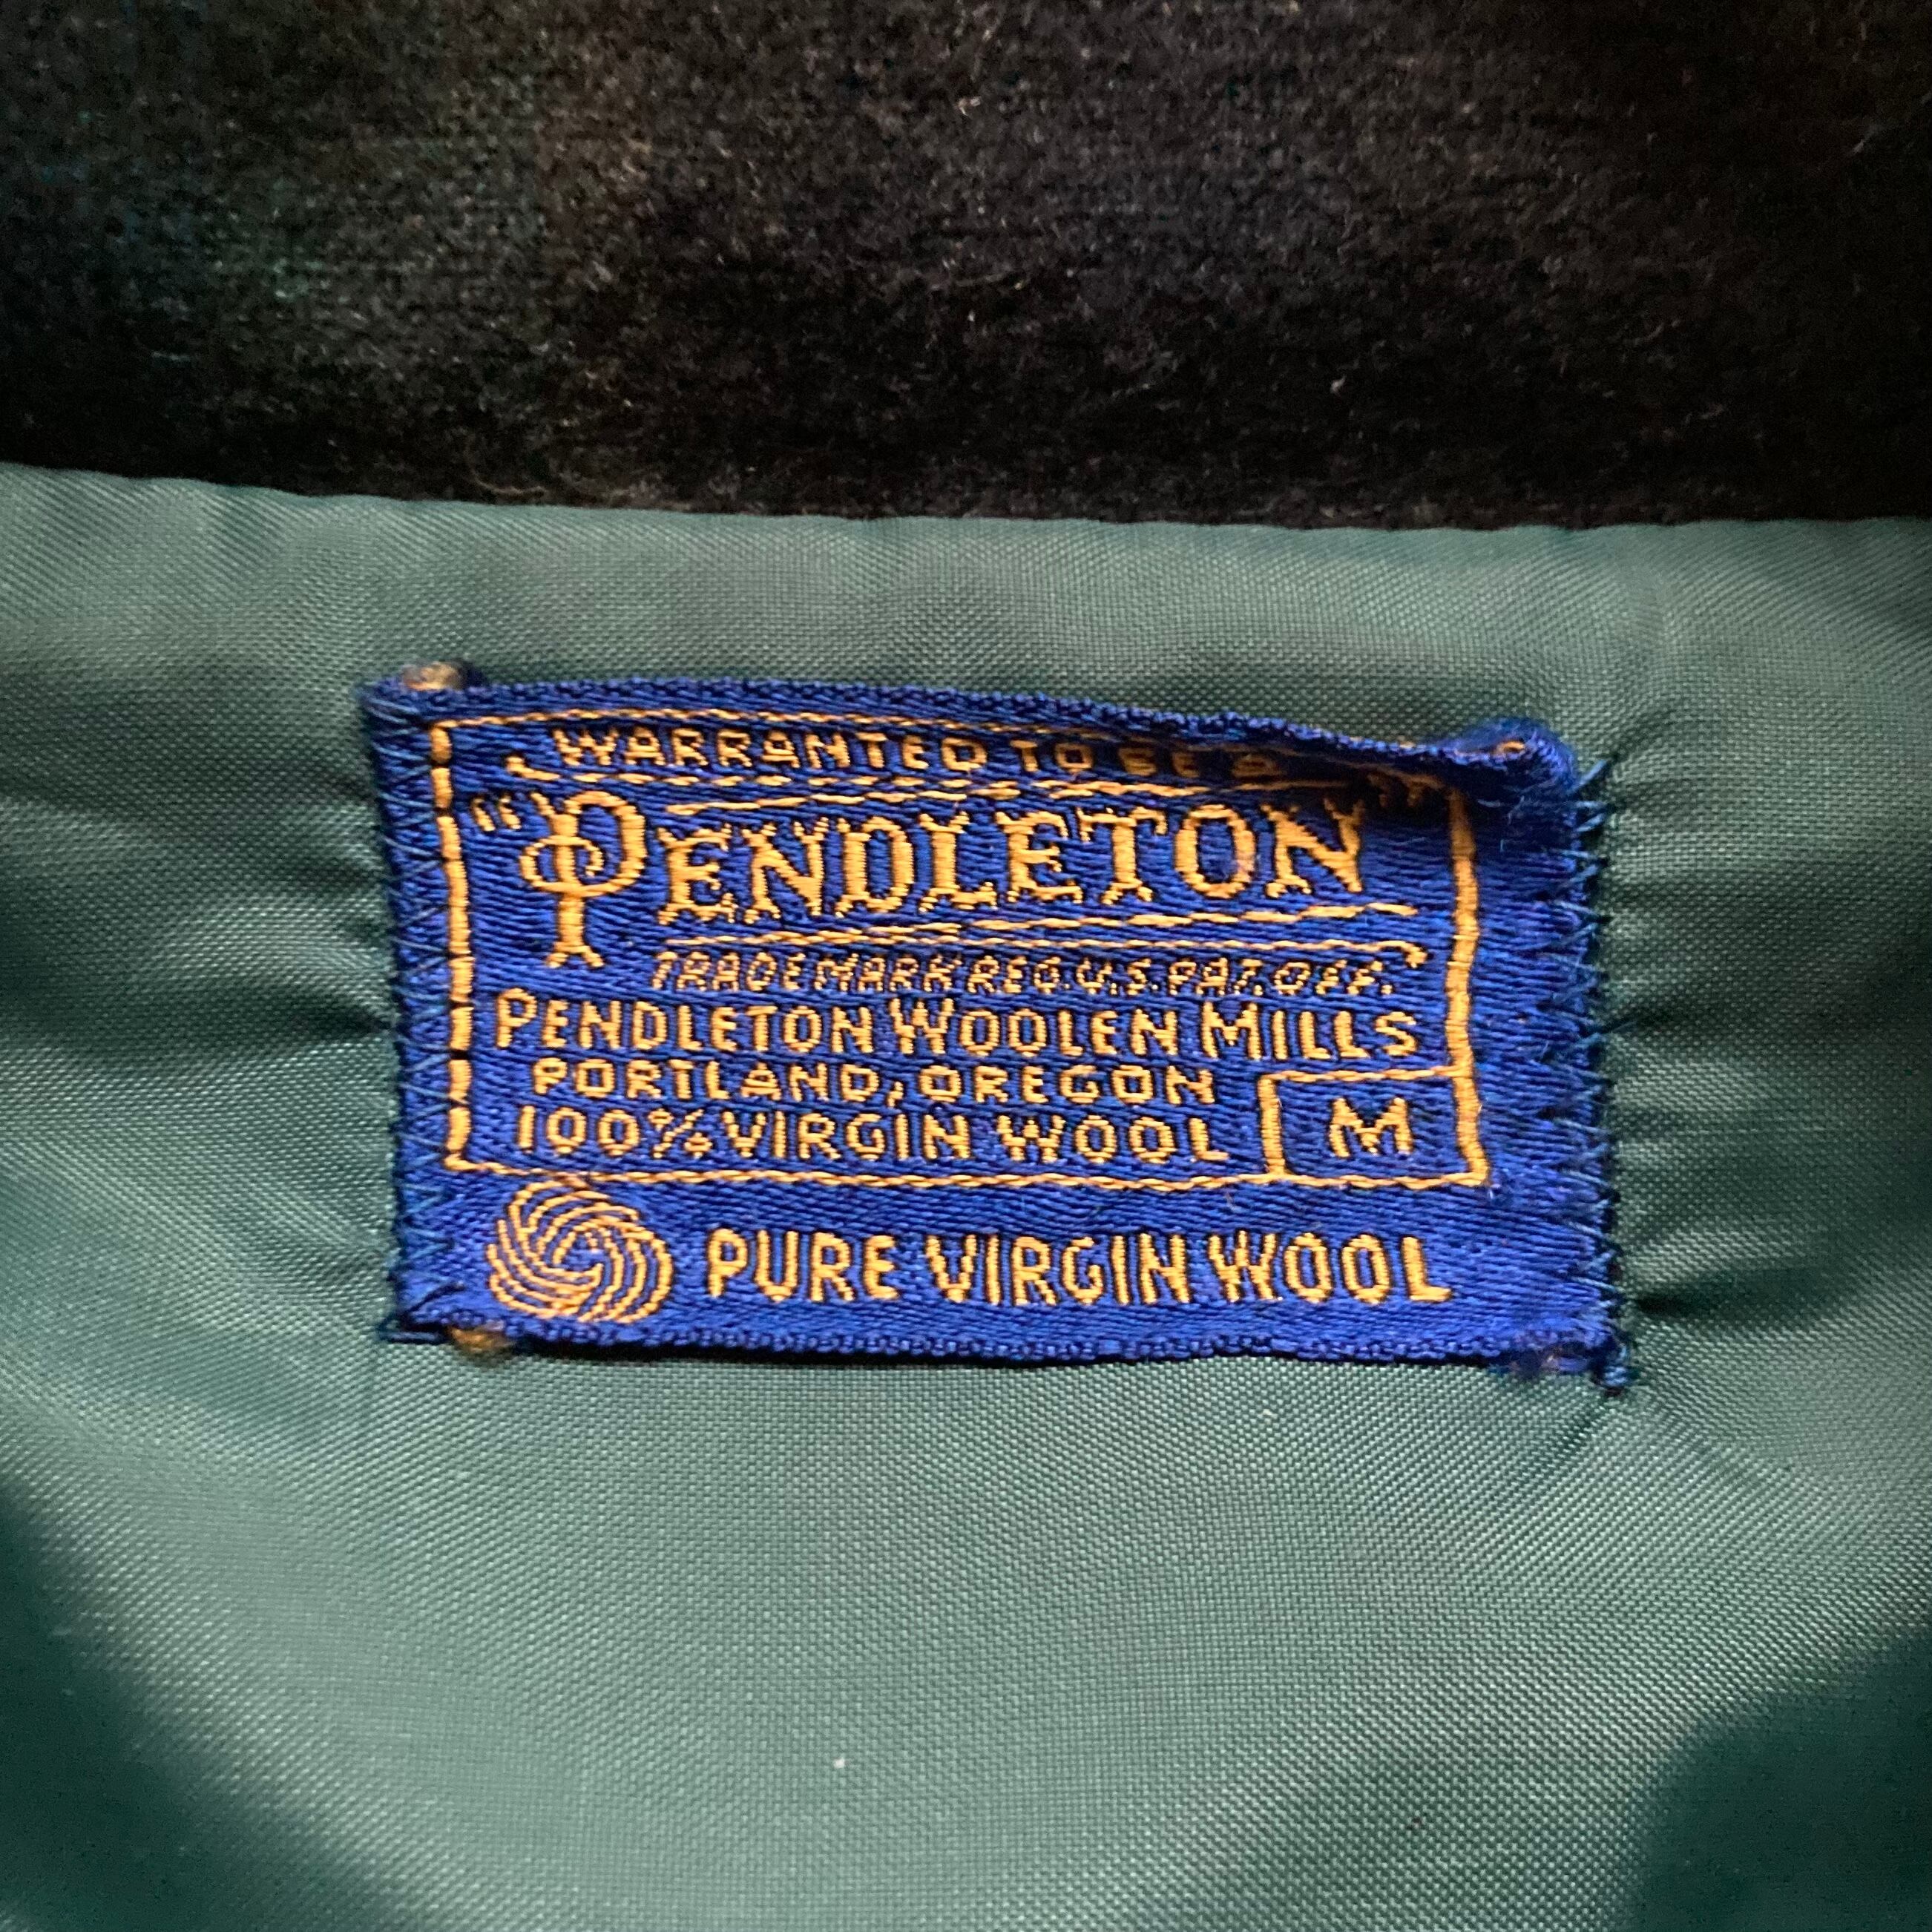 WARRANTED TO BE A
"PENDLETON"
TRADE MARK REG. U.S. PAT. OFF.
PENDLETON WOOLEN MILLS
PORTLAND, OREGON
100% VIRGIN WOOL
M
PURE VIRGIN WOOL